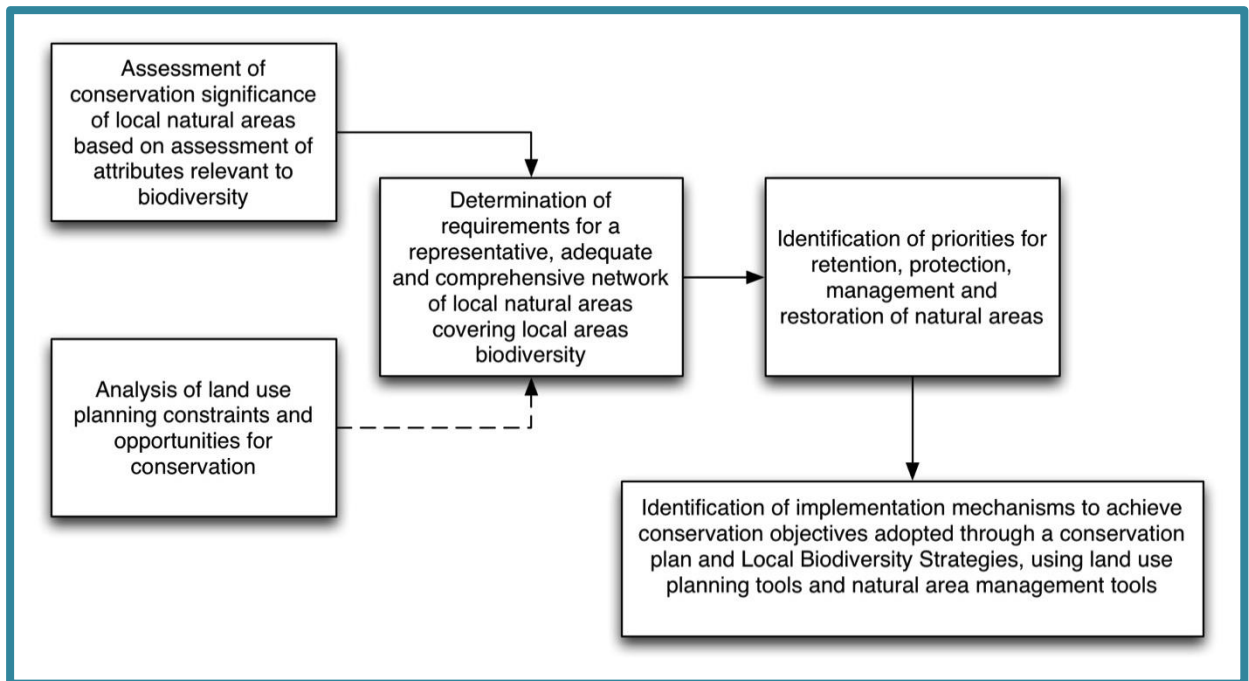 Assessment of
conservation significance
of local natural areas
based on assessment of
attributes relevant to
biodiversity
Determination of
requirements for a
representative, adequate
and comprehensive network
of local natural areas
covering local areas
biodiversity
Identification of priorities for
retention, protection,
management and
restoration of natural areas
Analysis of land use
planning constraints and
opportunities for
conservation
Identification of implementation mechanisms to achieve
conservation objectives adopted through a conservation
plan and Local Biodiversity Strategies, using land use
planning tools and natural area management tools